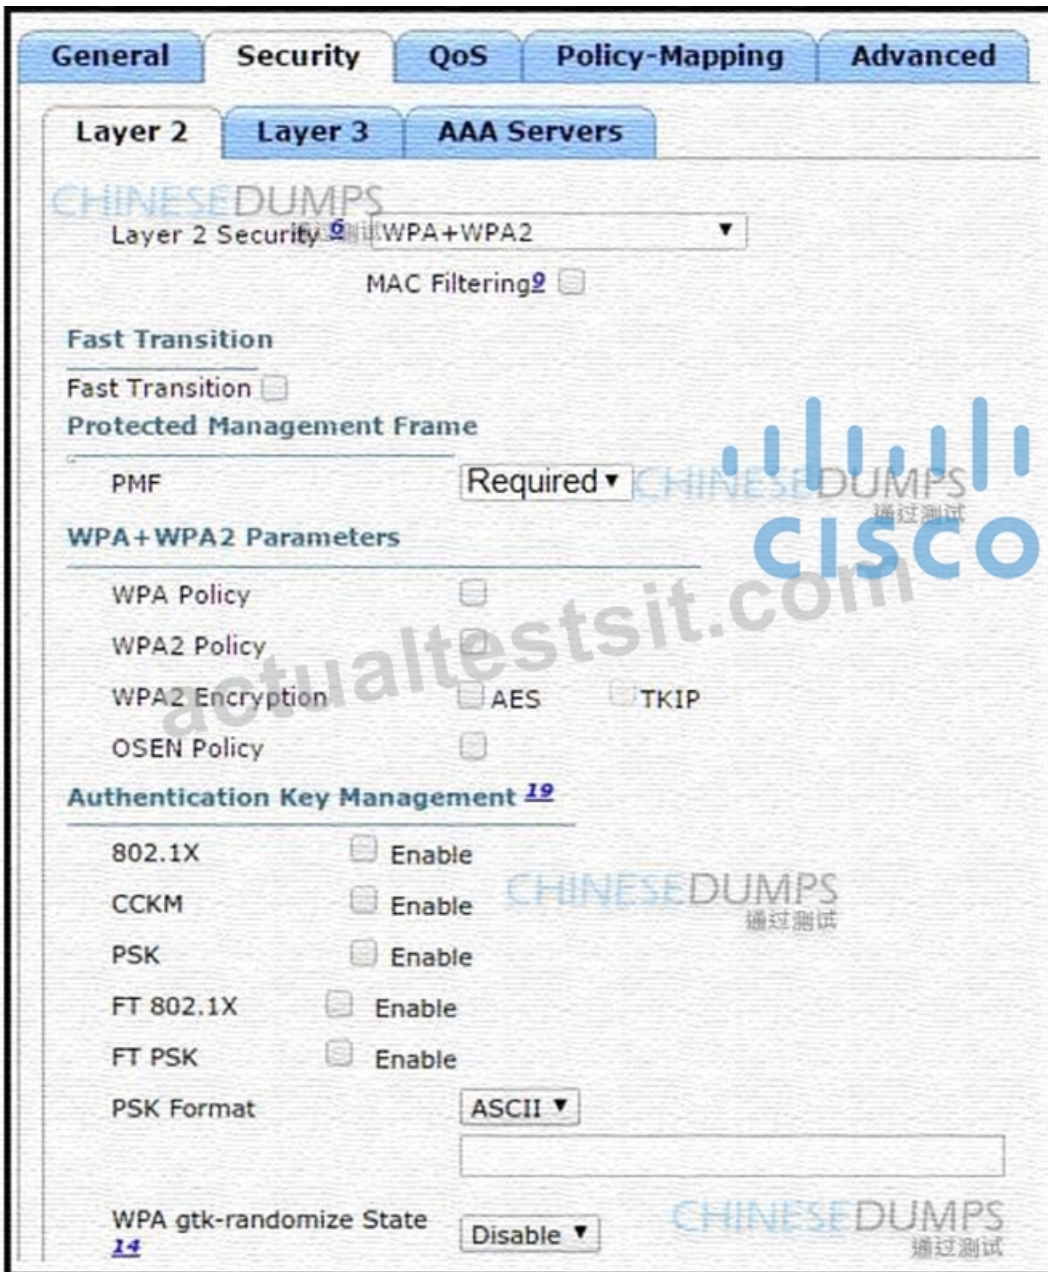 General Security QoS Policy-Mapping Advanced
Layer 2 Layer 3 AAA Servers
CHINESEDUMPS
Layer 2 Security 6 WPA+WPA2
MAC Filtering 9
Fast Transition
Fast Transition
Protected Management Frame
PMF Required
CHINESEDUMPS
通过测试
CISCO
WPA+WPA2 Parameters
WPA Policy
WPA2 Policy
actualtestsit.com
WPA2 Encryption AES TKIP
OSEN Policy
Authentication Key Management 19
802.1X Enable
CHINESEDUMPS
通过测试
CCKM Enable
PSK Enable
FT 802.1X Enable
FT PSK Enable
PSK Format ASCII
WPA gtk-randomize State 14 Disable
CHINESEDUMPS
通过测试